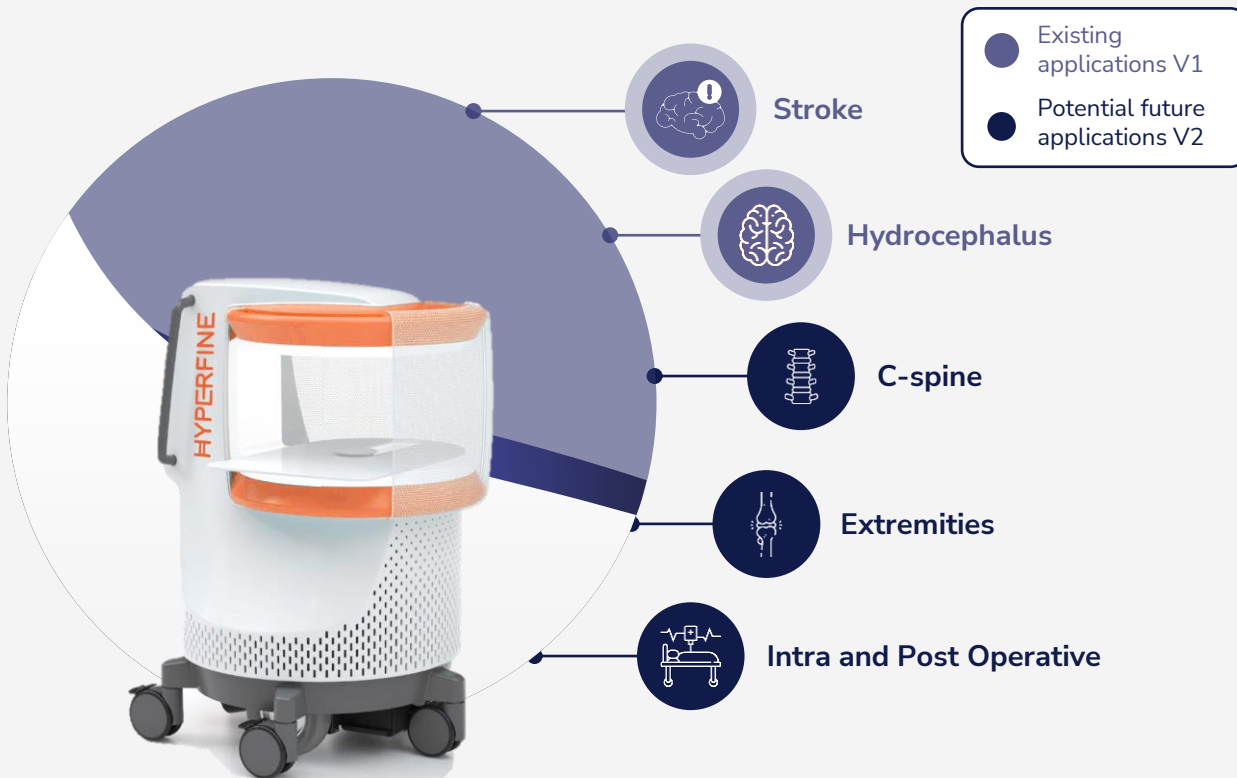 Existing
applications V1
Potential future
applications V2
Stroke
Hydrocephalus
C-spine
Extremities
Intra and Post Operative
HYPERFINE